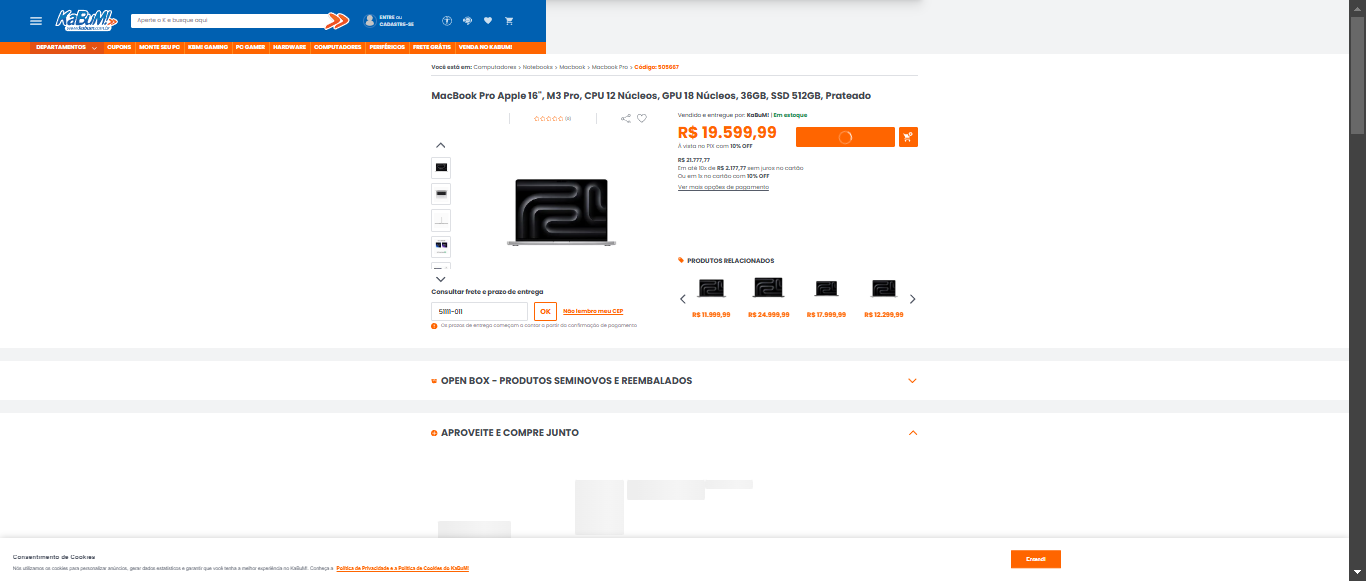 KaBuM!
www.kabum.com.br
Aperte o K e busque aqui
ENTRE ou
CADASTRE-SE
DEPARTAMENTOS CUPONS MONTE SEU PC KBM! GAMING PC GAMER HARDWARE COMPUTADORES PERIFÉRICOS FRETE GRÁTIS VENDA NO KABUM!
Você está em: Computadores > Notebooks > Macbook > Macbook Pro > Código: 505667
MacBook Pro Apple 16", M3 Pro, CPU 12 Núcleos, GPU 18 Núcleos, 36GB, SSD 512GB, Prateado
Vendido e entregue por: KaBuM! | Em estoque
R$ 19.599,99
À vista no PIX com 10% OFF
R$ 21.777,77
Em até 10x de R$ 2.177,77 sem juros no cartão
Ou em 1x no cartão com 10% OFF
Ver mais opções de pagamento
PRODUTOS RELACIONADOS
R$ 11.999,99 R$ 24.999,99 R$ 17.999,99 R$ 12.299,99
Consultar frete e prazo de entrega
51111-011 OK Não lembro meu CEP
Os prazos de entrega começam a contar a partir da confirmação de pagamento
OPEN BOX - PRODUTOS SEMINOVOS E REEMBALADOS
APROVEITE E COMPRE JUNTO
Consentimento de Cookies
Nós utilizamos os cookies para personalizar anúncios, gerar dados estatísticos e garantir que você tenha a melhor experiência no KaBuM!. Conheça a Política de Privacidade e a Política de Cookies do KaBuM!
Entendi